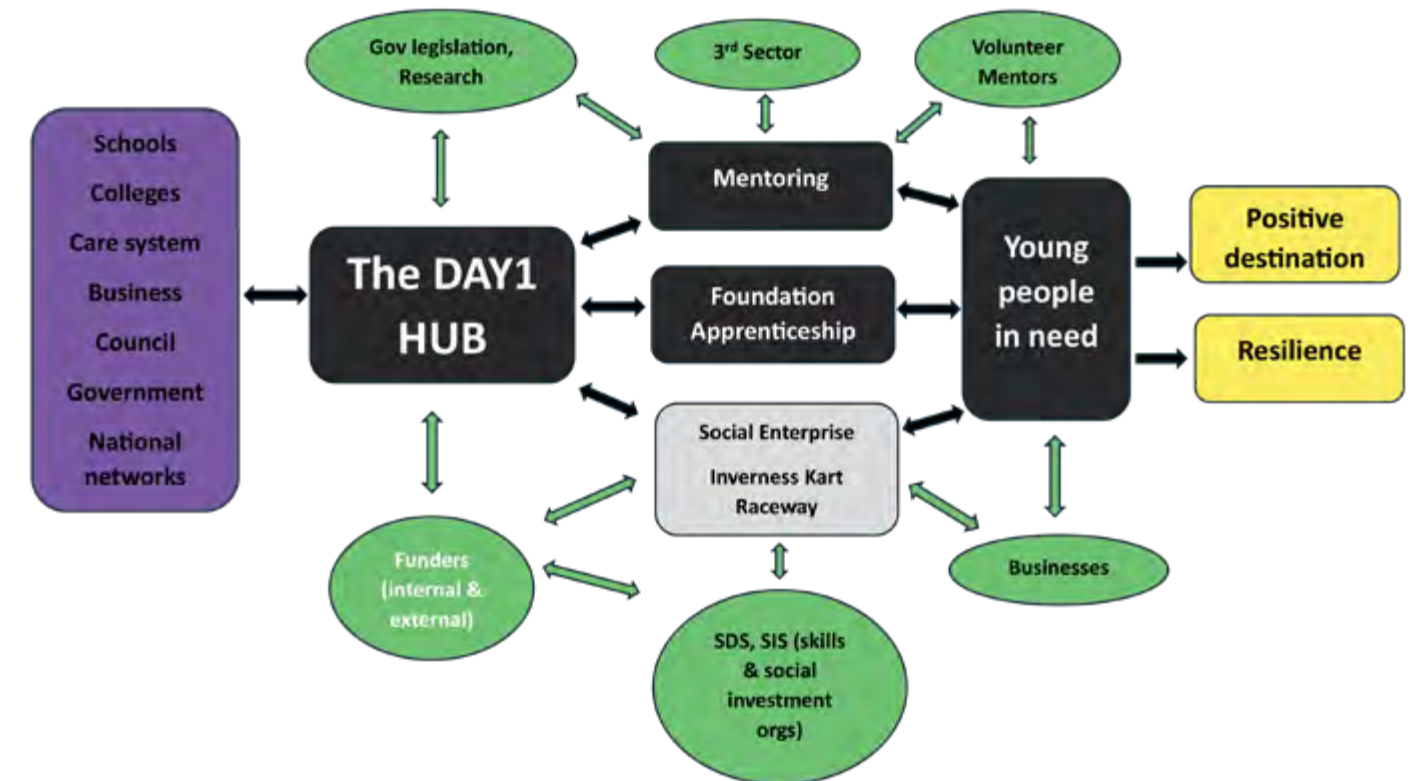 Gov legislation,
Research
3rd Sector
Volunteer
Mentors
Schools
Colleges
Care system
Business
Council
Government
National
networks
The DAY1
HUB
Mentoring
Foundation
Apprenticeship
Social Enterprise
Inverness Kart
Raceway
Young
people
in need
Positive
destination
Resilience
Funders
(internal &
external)
SDS, SIS (skills
& social
investment
orgs)
Businesses